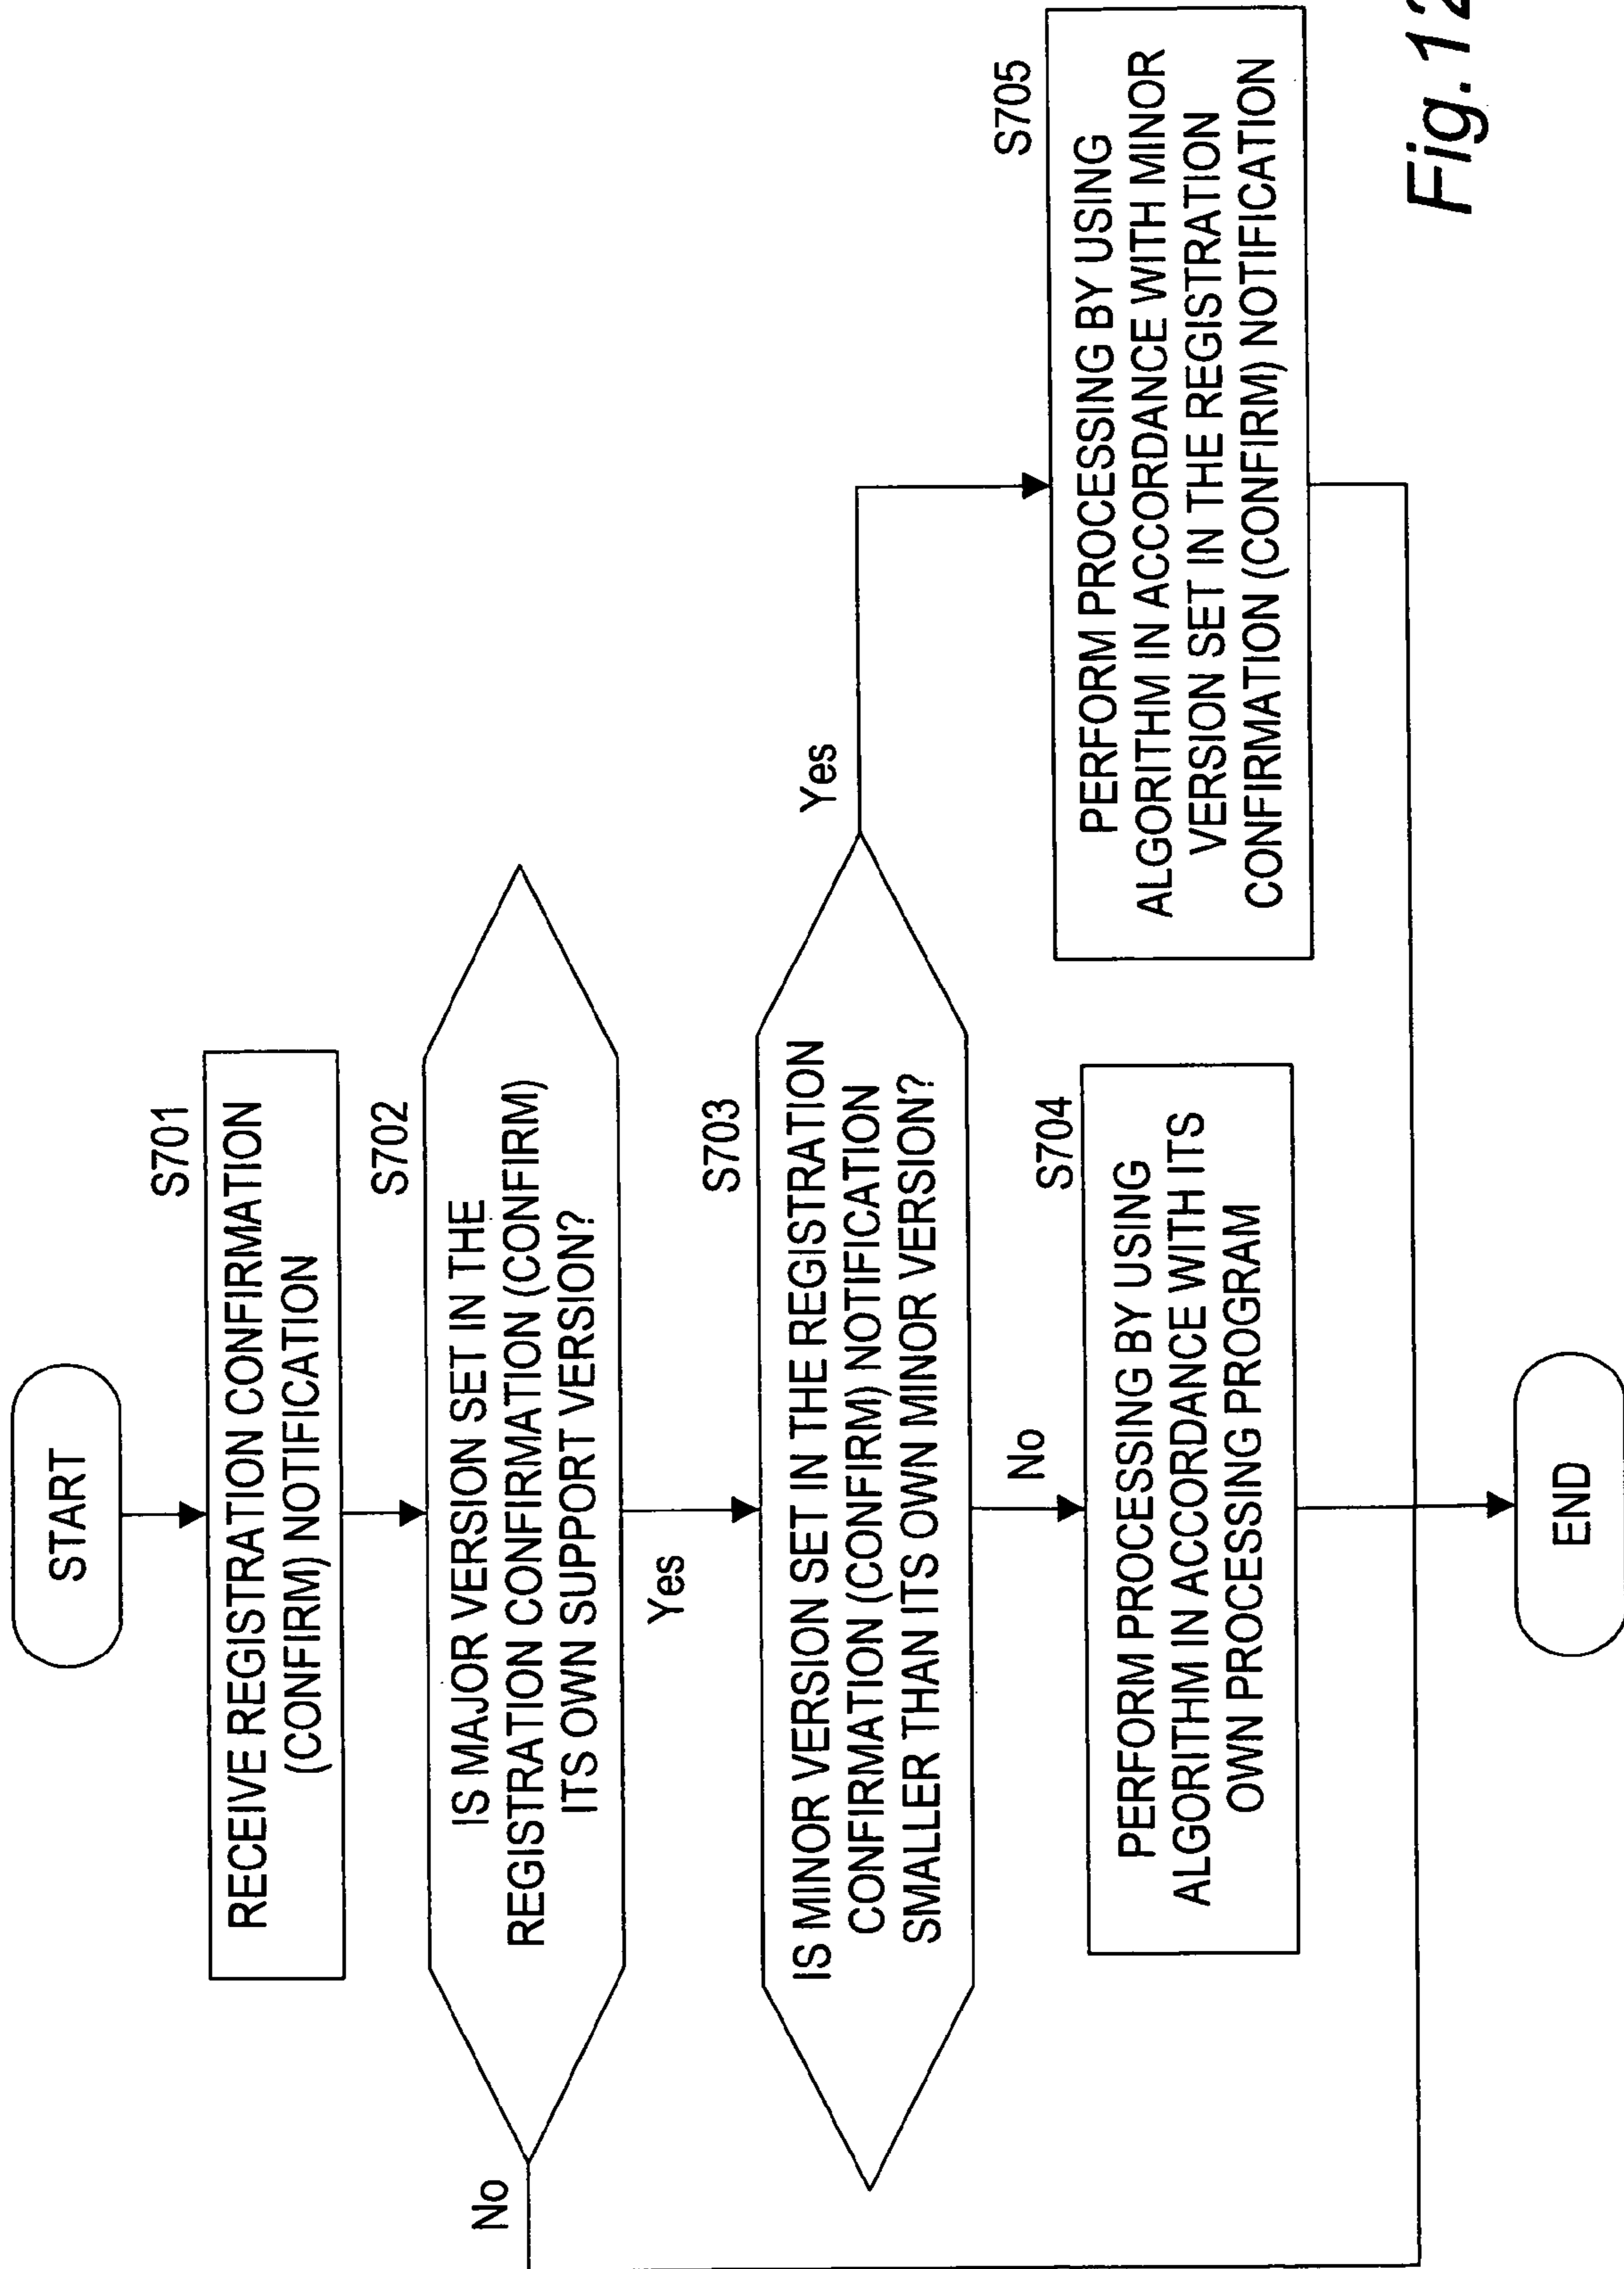 START
S701
RECEIVE REGISTRATION CONFIRMATION
(CONFIRM) NOTIFICATION
S702
IS MAJOR VERSION SET IN THE
REGISTRATION CONFIRMATION (CONFIRM)
ITS OWN SUPPORT VERSION?
No
Yes
S703
IS MINOR VERSION SET IN THE REGISTRATION
CONFIRMATION (CONFIRM) NOTIFICATION
SMALLER THAN ITS OWN MINOR VERSION?
Yes
No
S704
PERFORM PROCESSING BY USING
ALGORITHM IN ACCORDANCE WITH ITS
OWN PROCESSING PROGRAM
S705
PERFORM PROCESSING BY USING
ALGORITHM IN ACCORDANCE WITH MINOR
VERSION SET IN THE REGISTRATION
CONFIRMATION (CONFIRM) NOTIFICATION
END
Fig.12